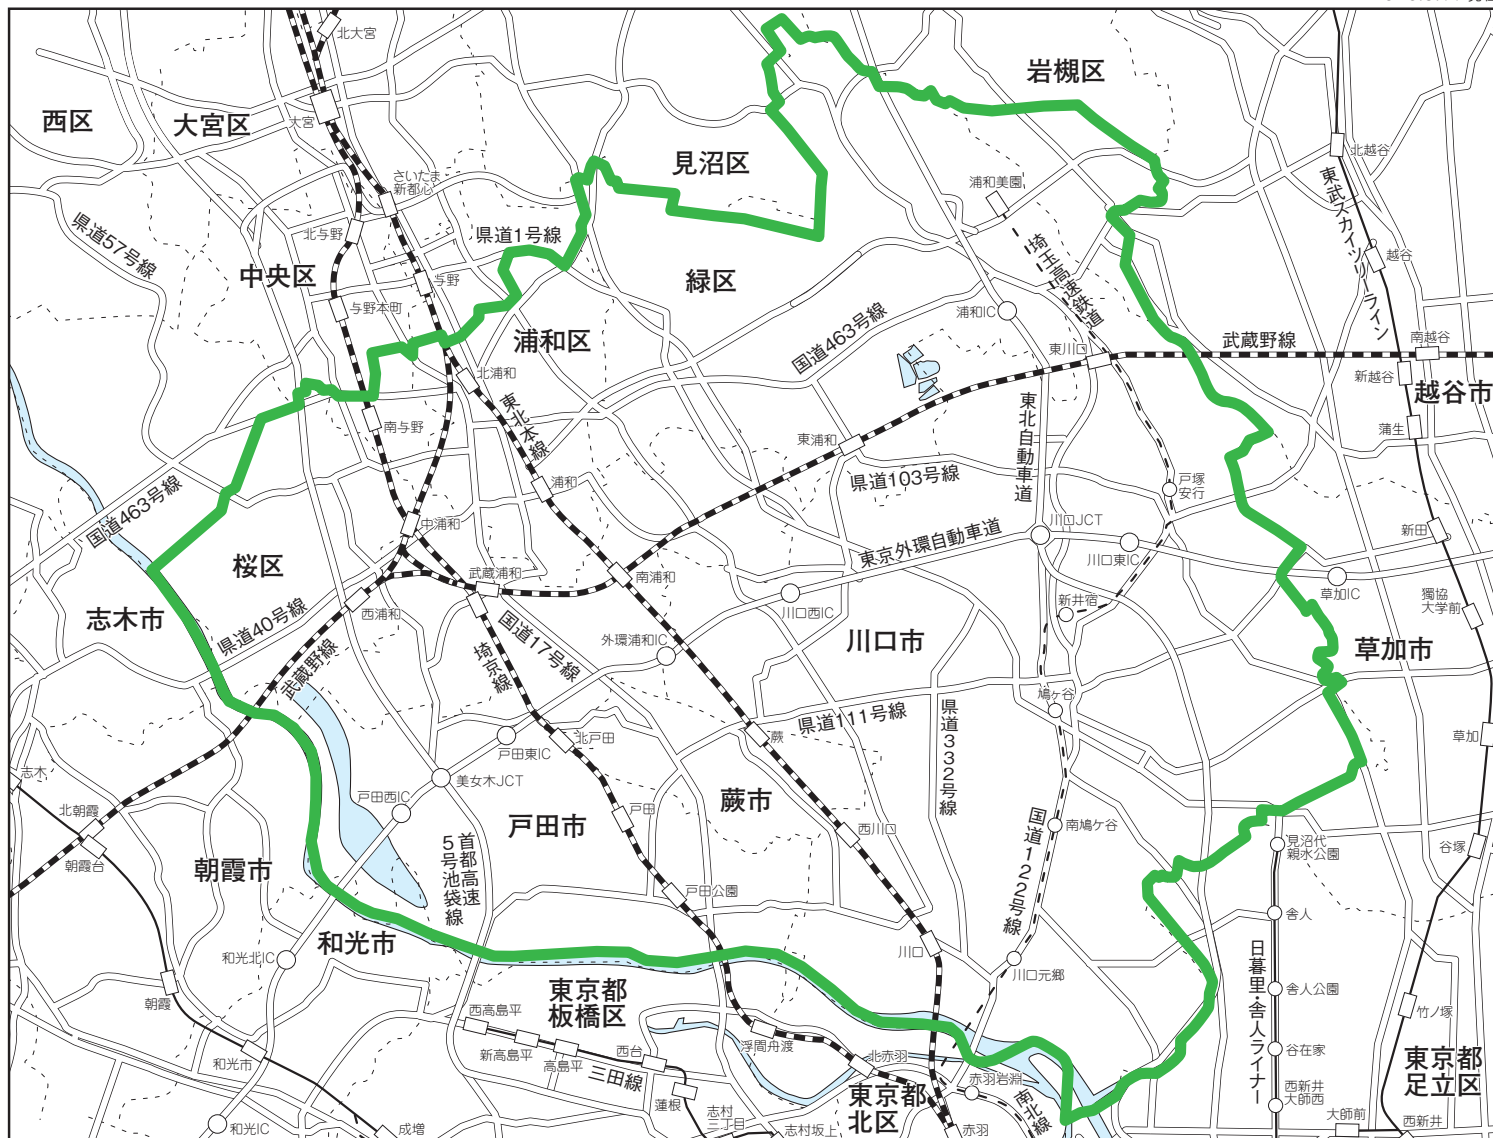 北大宮
岩槻区
西区
大宮区
大宮
見沼区
北越谷
さいたま
新都心
浦和美園
東武スカイツリーライン
県道57号線
北与野
県道1号線
埼玉高速鉄道
越谷
中央区
与野
緑区
与野本町
浦和IC
国道463号線
浦和区
東川口
武蔵野線
南越谷
北浦和
新越谷
越谷市
東北本線
東北自動車道
南与野
東浦和
蒲生
県道103号線
浦和
戸塚
安行
国道463号線
中浦和
川口JCT
新田
東京外環自動車道
川口東IC
桜区
武蔵浦和
南浦和
草加IC
獨協
大学前
志木市
県道40号線
西浦和
国道17号線
川口西IC
新井宿
外環浦和IC
川口市
草加市
武蔵野線
埼京線
鳩ヶ谷
県道111号線
県道332号線
北戸田
蕨
草加
戸田東IC
志木
美女木JCT
戸田西IC
蕨市
北朝霞
戸田
戸田市
西川口
国道122号線
南鳩ケ谷
朝霞台
首都高速
5号池袋線
見沼代
親水公園
谷塚
朝霞市
戸田公園
舎人
和光市
川口
和光北IC
川口元郷
日暮里・舎人ライナー
東京都
板橋区
朝霞
舎人公園
西高島平
竹ノ塚
新高島平
高島平
西台
浮間舟渡
北赤羽
谷在家
和光市
三田線
東京都
足立区
赤羽岩淵
蓮根
東京都
北区
西新井
大師西
志村
三丁目
南北線
大師前
和光IC
成増
志村坂上
赤羽
西新井